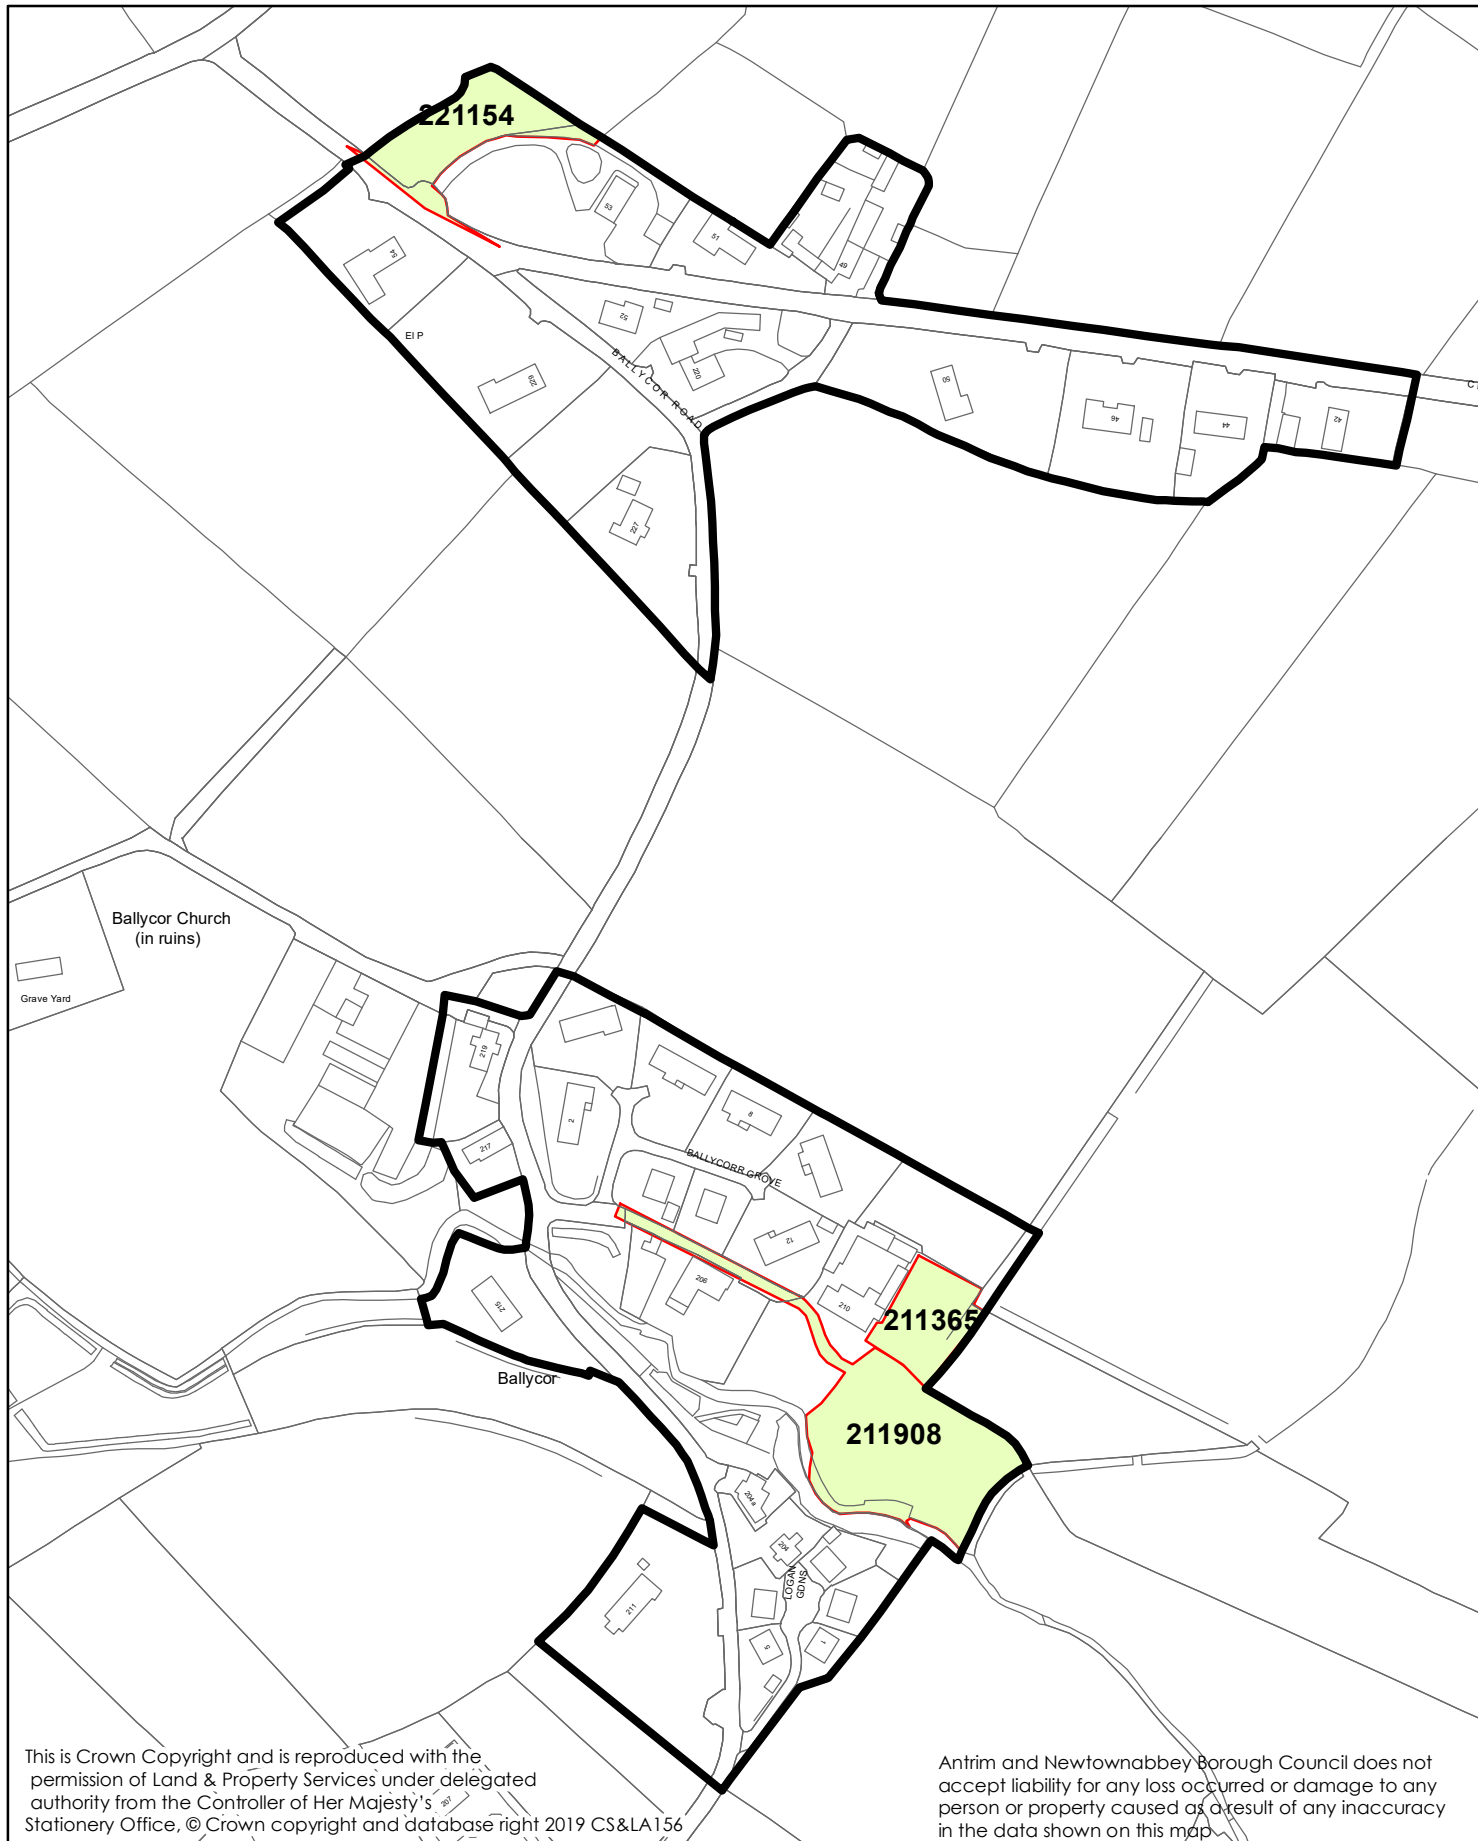 221154
53
51
49
54
El P
52
220
229
BALLYCOR ROAD
50
46
44
42
227
Ballycor Church
(in ruins)
Grave Yard
219
2
8
217
BALLYCORR GROVE
12
206
210
211365
215
Ballycor
211908
204a
204
LOGAN
GDNS
211
1
5
207
This is Crown Copyright and is reproduced with the
permission of Land & Property Services under delegated
authority from the Controller of Her Majesty's
Stationery Office, © Crown copyright and database right 2019 CS&LA156
Antrim and Newtownabbey Borough Council does not
accept liability for any loss occurred or damage to any
person or property caused as a result of any inaccuracy
in the data shown on this map